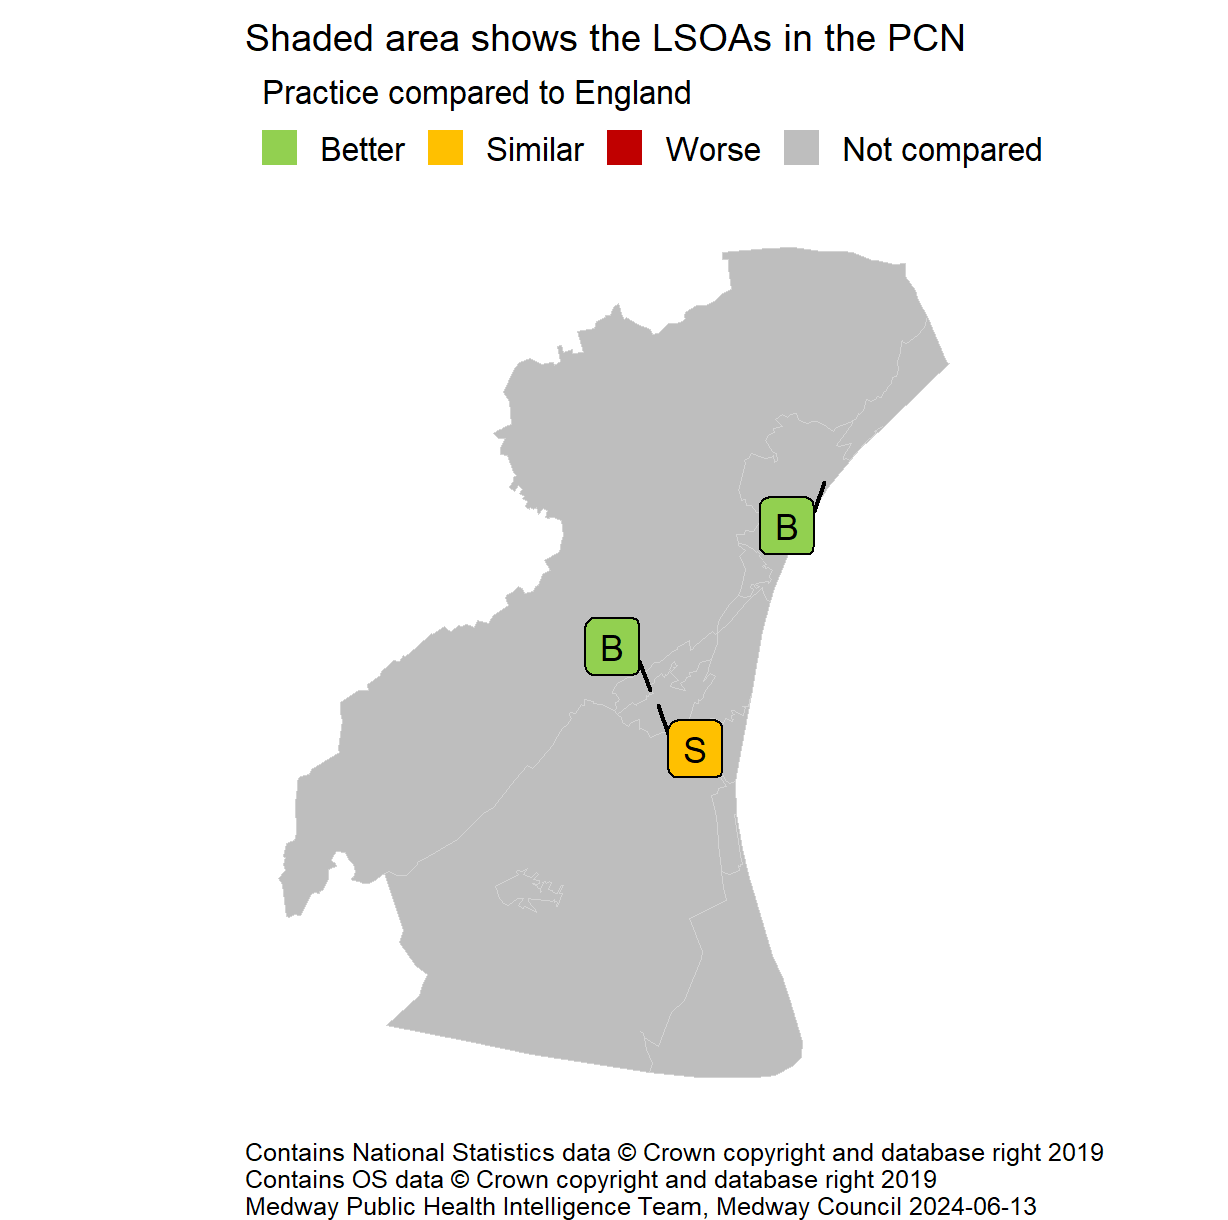 Shaded area shows the LSOAs in the PCN
Practice compared to England
Better Similar Worse Not compared
B
B
S
Contains National Statistics data © Crown copyright and database right 2019
Contains OS data © Crown copyright and database right 2019
Medway Public Health Intelligence Team, Medway Council 2024-06-13